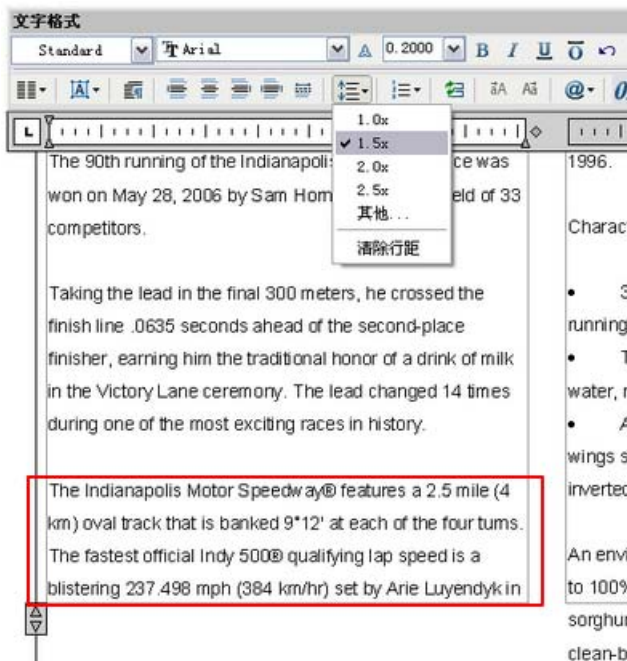 文字格式
Standard Arial 0.2000 B I U O
1.0x
1.5x
2.0x
2.5x
其他...
清除行距
The 90th running of the Indianapolis ce was
won on May 28, 2006 by Sam Horn eld of 33
competitors.
Taking the lead in the final 300 meters, he crossed the
finish line .0635 seconds ahead of the second-place
finisher, earning him the traditional honor of a drink of milk
in the Victory Lane ceremony. The lead changed 14 times
during one of the most exciting races in history.
The Indianapolis Motor Speedway® features a 2.5 mile (4
km) oval track that is banked 9°12' at each of the four turns.
The fastest official Indy 500® qualifying lap speed is a
blistering 237.498 mph (384 km/hr) set by Arie Luyendyk in
1996.
Charac
• 3
running
• T
water, r
• A
wings s
inverted
An envi
to 100%
sorghur
clean-b